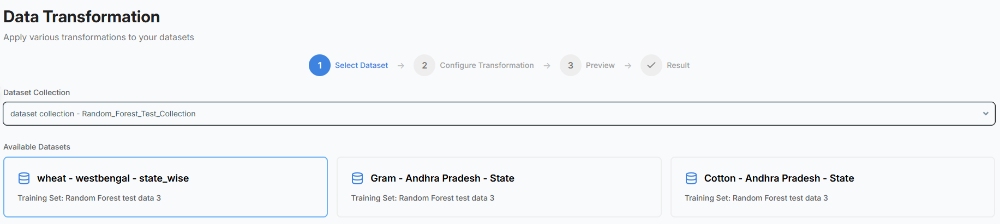 Data Transformation
Apply various transformations to your datasets
1 Select Dataset → 2 Configure Transformation → 3 Preview → ✓ Result
Dataset Collection
dataset collection - Random_Forest_Test_Collection
Available Datasets
wheat - westbengal - state_wise
Training Set: Random Forest test data 3
Gram - Andhra Pradesh - State
Training Set: Random Forest test data 3
Cotton - Andhra Pradesh - State
Training Set: Random Forest test data 3